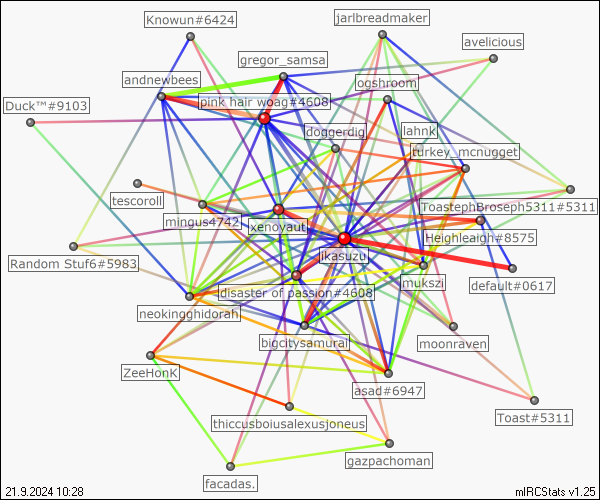 Knowun#6424
jarlbreadmaker
avelicious
gregor_samsa
andnewbees
ogshroom
Duck™#9103
pink hair woag#4608
doggerdig
lahnk
turkey_mcnugget
tescoroll
mingus4742
xenoyaut
ToastephBroseph5311#5311
Heighleaigh#8575
Random Stuf6#5983
jkasuzu
disaster of passion#4608
mukszi
default#0617
neokingghidorah
bigcitysamurai
moonraven
ZeeHonK
asad#6947
thiccusboiusalexusjoneus
Toast#5311
gazpachoman
facadas.
21.9.2024 10:28
mIRCStats v1.25